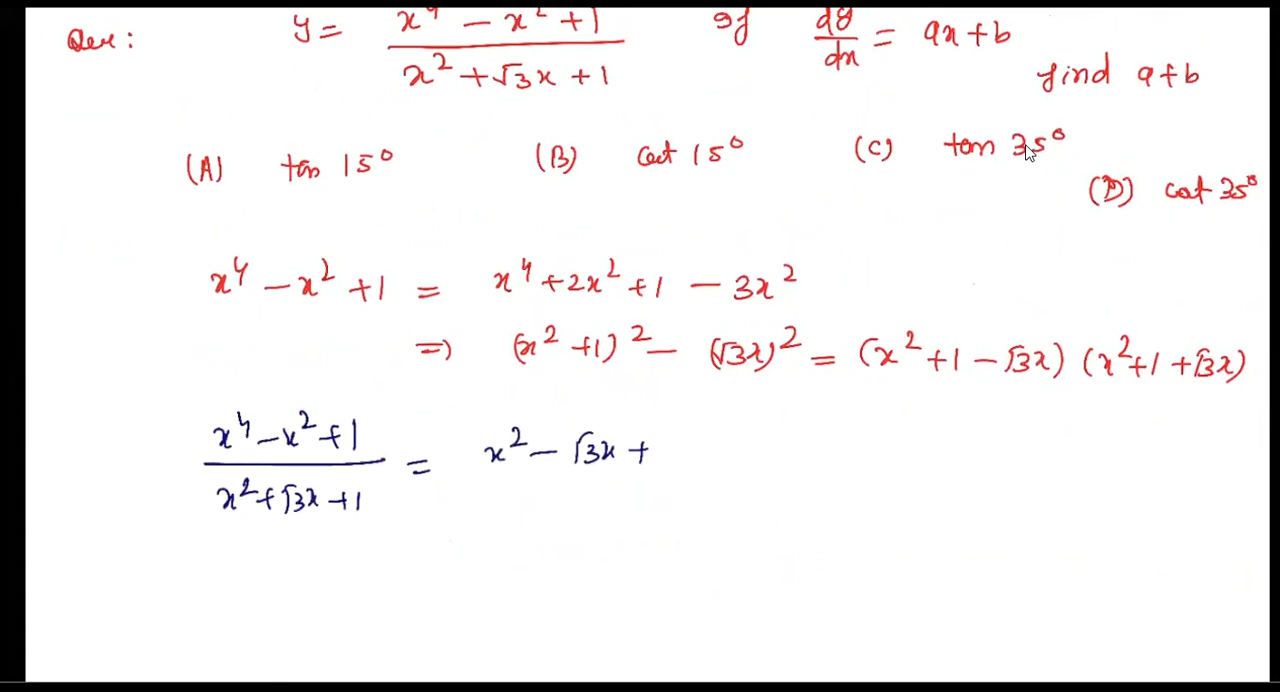 Que: y = x⁴ - x² + 1 / x² + √3x + 1 If dy/dx = ax + b
find a + b
(A) tan 15° (B) cot 15° (C) tan 35°
(D) cot 35°
x⁴ - x² + 1 = x⁴ + 2x² + 1 - 3x²
⇒ (x² + 1)² - (√3x)² = (x² + 1 - √3x) (x² + 1 + √3x)
x⁴ - x² + 1 / x² + √3x + 1 = x² - √3x +